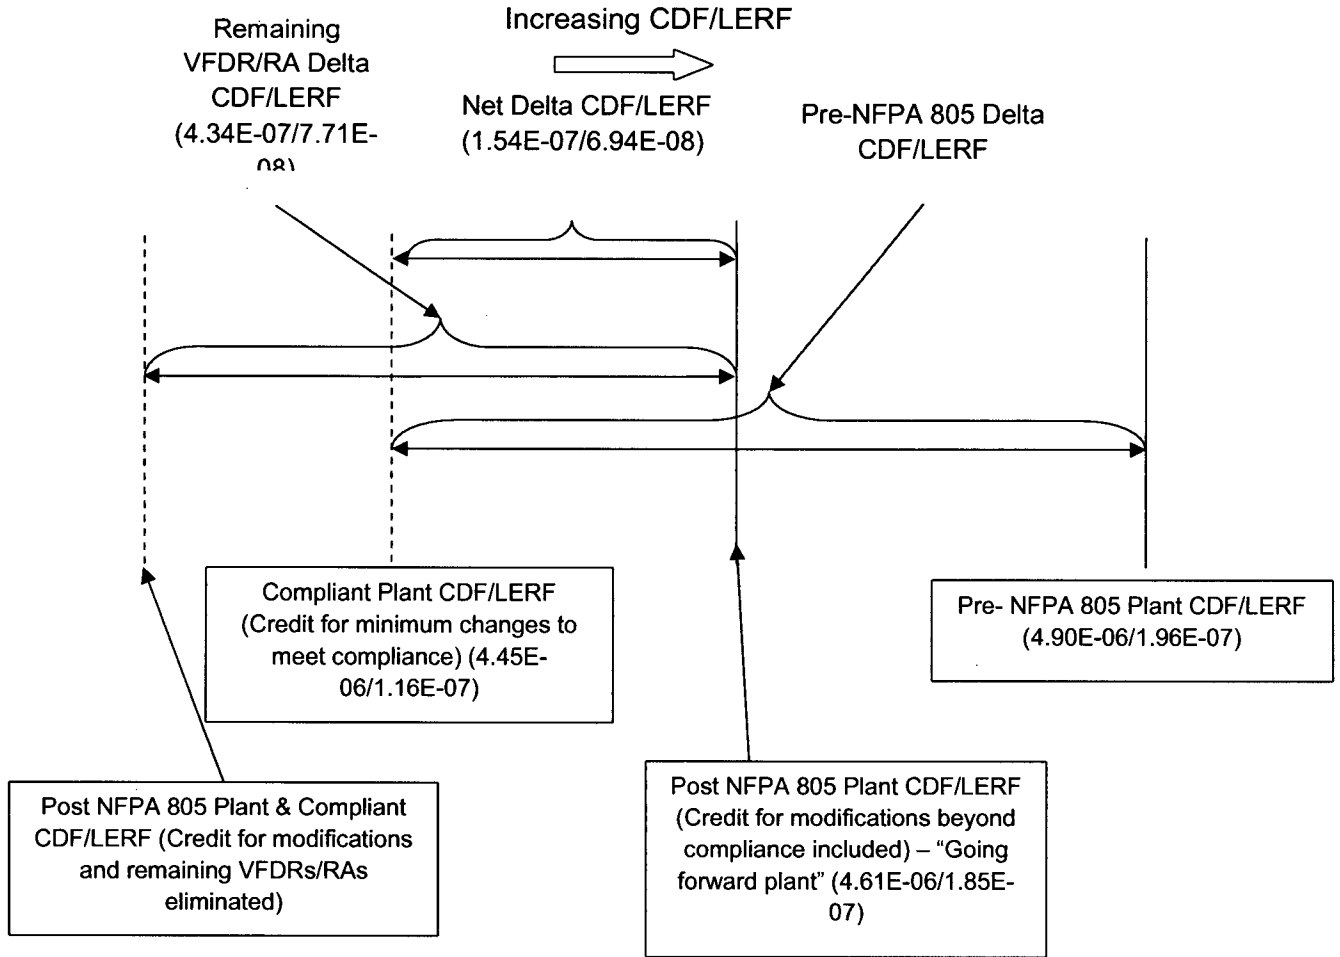 Remaining
VFDR/RA Delta
CDF/LERF
(4.34E-07/7.71E-
08)
Increasing CDF/LERF
Net Delta CDF/LERF
(1.54E-07/6.94E-08)
Pre-NFPA 805 Delta
CDF/LERF
Compliant Plant CDF/LERF
(Credit for minimum changes to
meet compliance) (4.45E-
06/1.16E-07)
Pre- NFPA 805 Plant CDF/LERF
(4.90E-06/1.96E-07)
Post NFPA 805 Plant & Compliant
CDF/LERF (Credit for modifications
and remaining VFDRs/RAs
eliminated)
Post NFPA 805 Plant CDF/LERF
(Credit for modifications beyond
compliance included) – “Going
forward plant” (4.61E-06/1.85E-
07)